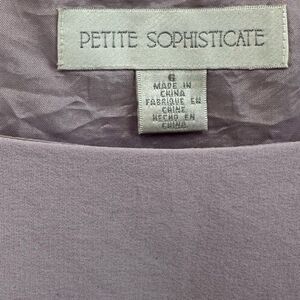 PETITE SOPHISTICATE
6
MADE IN
CHINA
FABRIQUE EN
CHINE
HECHO EN
CHINA